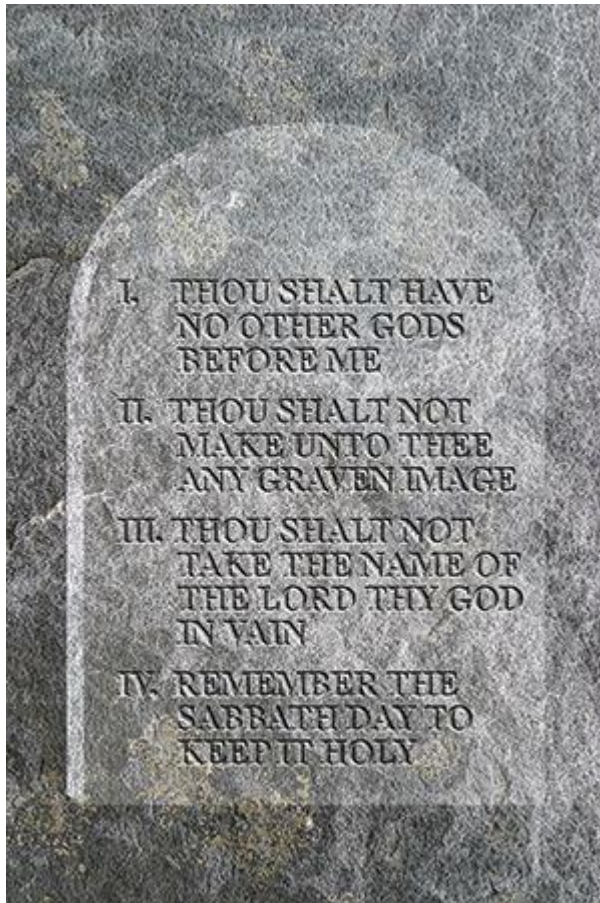 I. THOU SHALT HAVE
NO OTHER GODS
BEFORE ME
II. THOU SHALT NOT
MAKE UNTO THEE
ANY GRAVEN IMAGE
III. THOU SHALT NOT
TAKE THE NAME OF
THE LORD THY GOD
IN VAIN
IV. REMEMBER THE
SABBATH DAY TO
KEEP IT HOLY